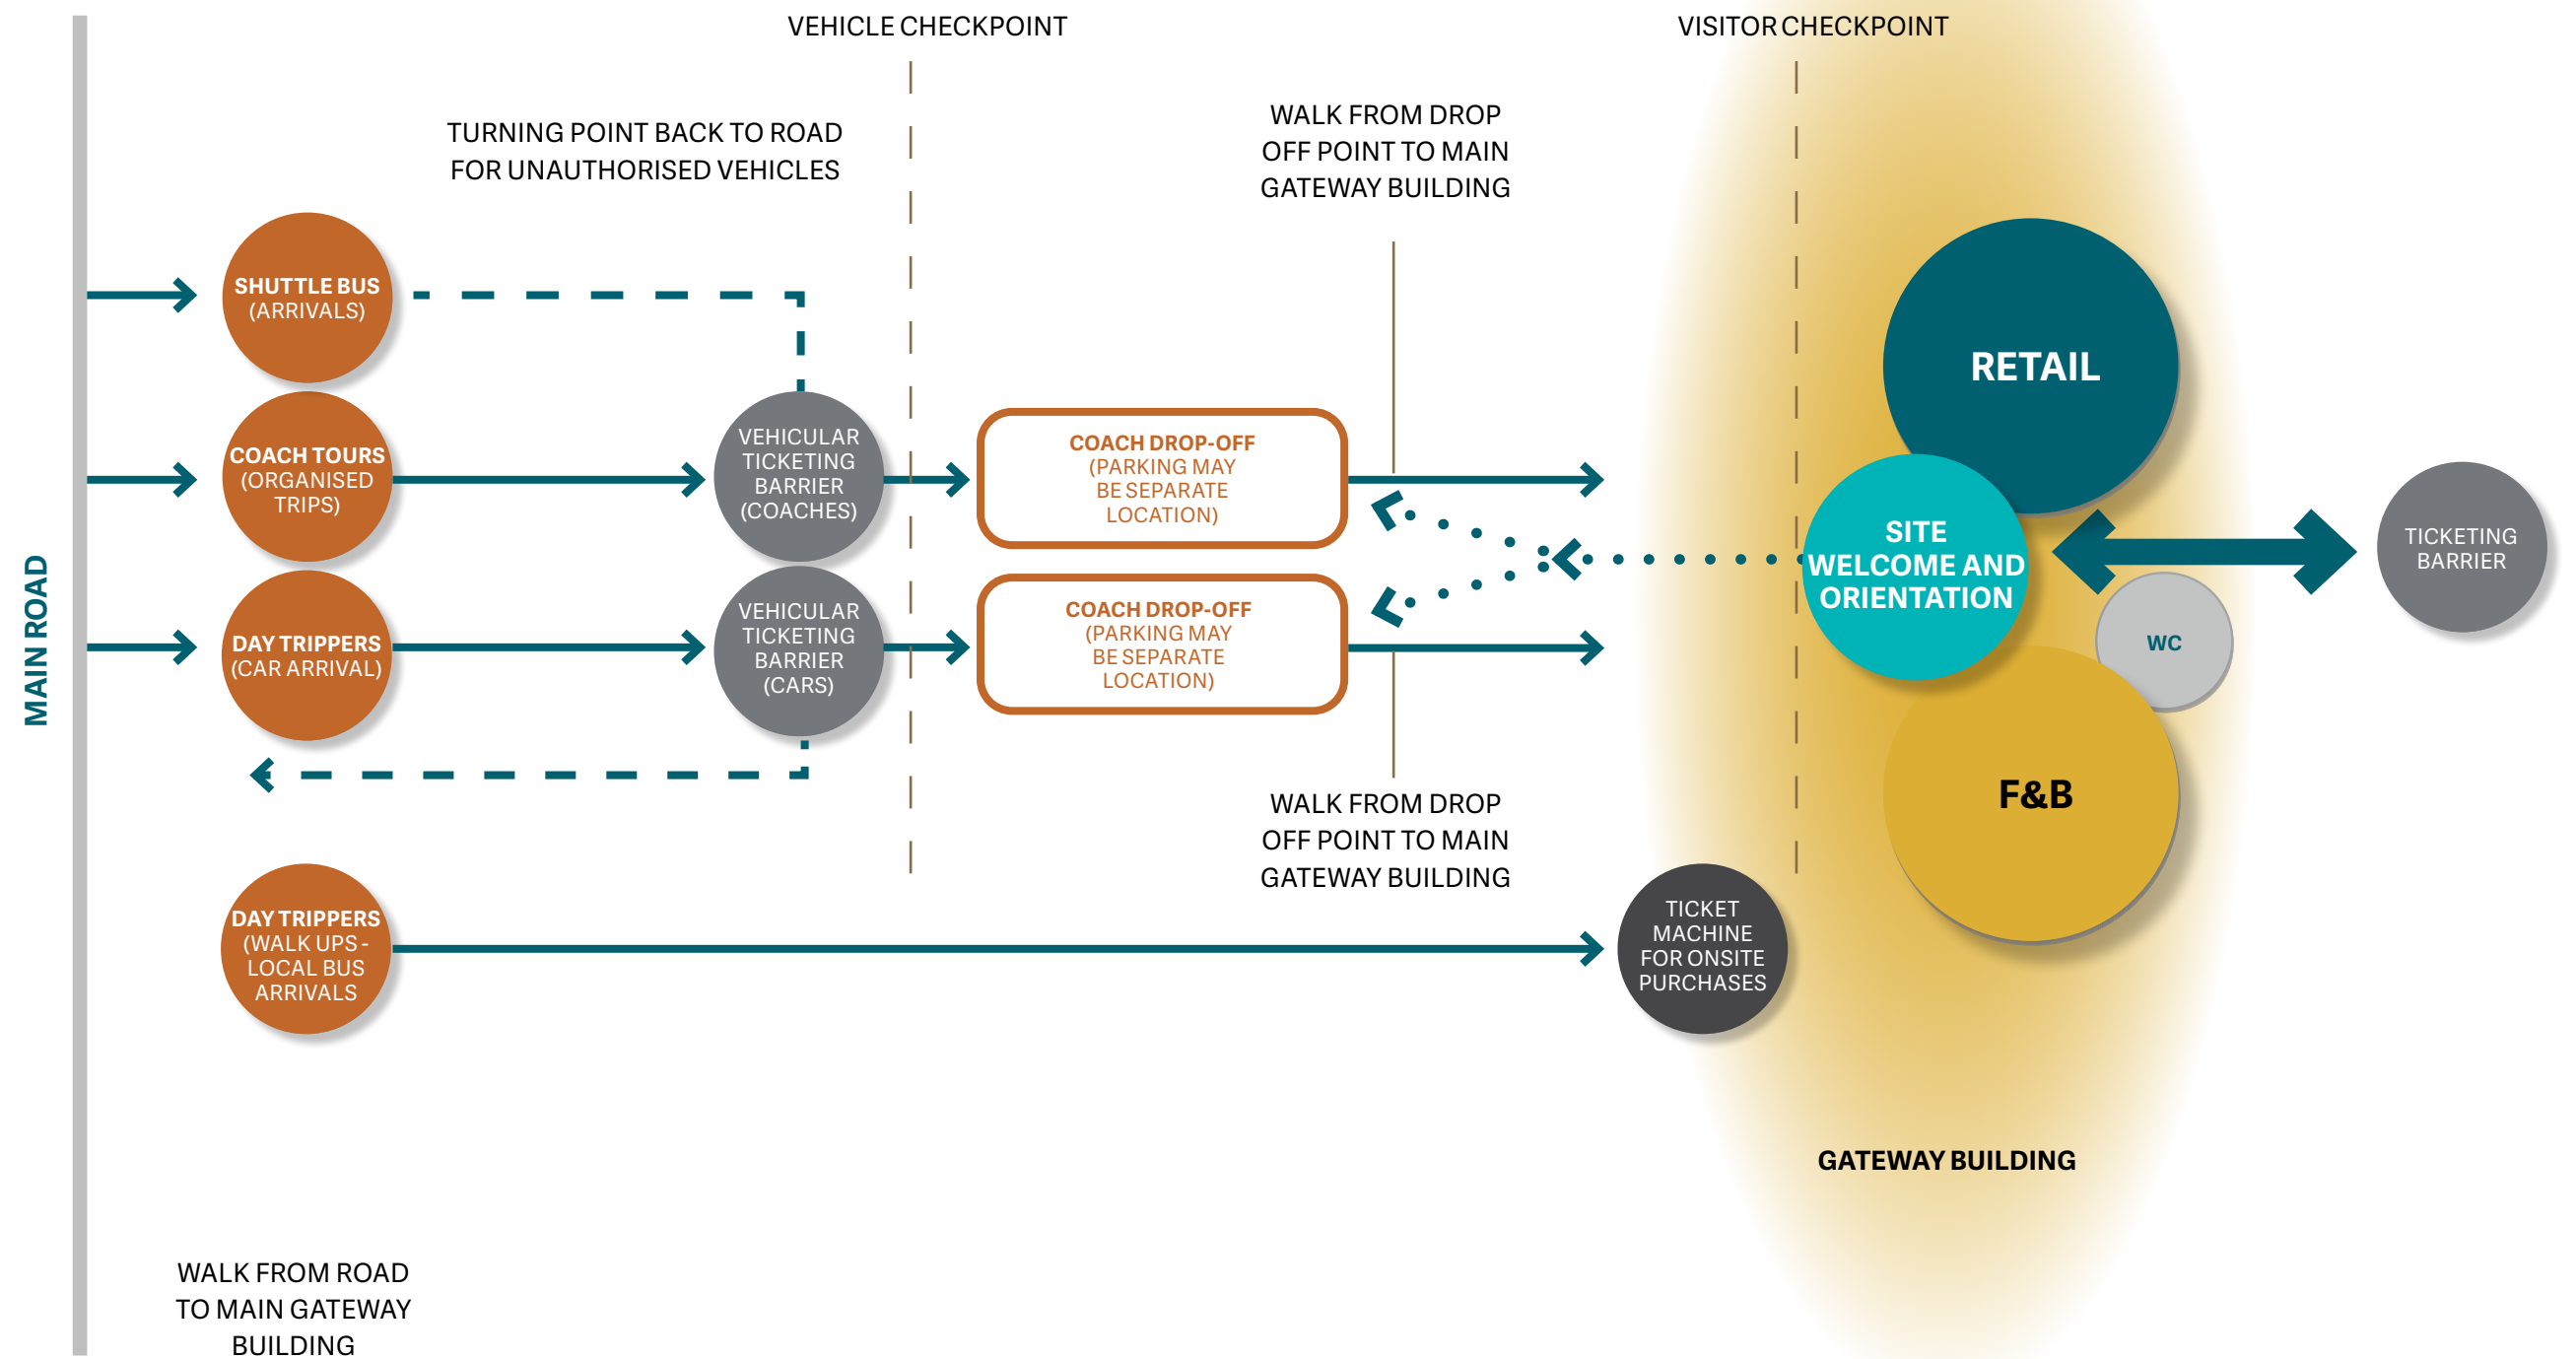 VEHICLE CHECKPOINT
VISITOR CHECKPOINT
TURNING POINT BACK TO ROAD
FOR UNAUTHORISED VEHICLES
WALK FROM DROP
OFF POINT TO MAIN
GATEWAY BUILDING
MAIN ROAD
SHUTTLE BUS
(ARRIVALS)
COACH TOURS
(ORGANISED
TRIPS)
VEHICULAR
TICKETING
BARRIER
(COACHES)
COACH DROP-OFF
(PARKING MAY
BE SEPARATE
LOCATION)
DAY TRIPPERS
(CAR ARRIVAL)
VEHICULAR
TICKETING
BARRIER
(CARS)
COACH DROP-OFF
(PARKING MAY
BE SEPARATE
LOCATION)
RETAIL
SITE
WELCOME AND
ORIENTATION
TICKETING
BARRIER
WC
F&B
WALK FROM DROP
OFF POINT TO MAIN
GATEWAY BUILDING
DAY TRIPPERS
(WALK UPS -
LOCAL BUS
ARRIVALS
TICKET
MACHINE
FOR ONSITE
PURCHASES
GATEWAY BUILDING
WALK FROM ROAD
TO MAIN GATEWAY
BUILDING